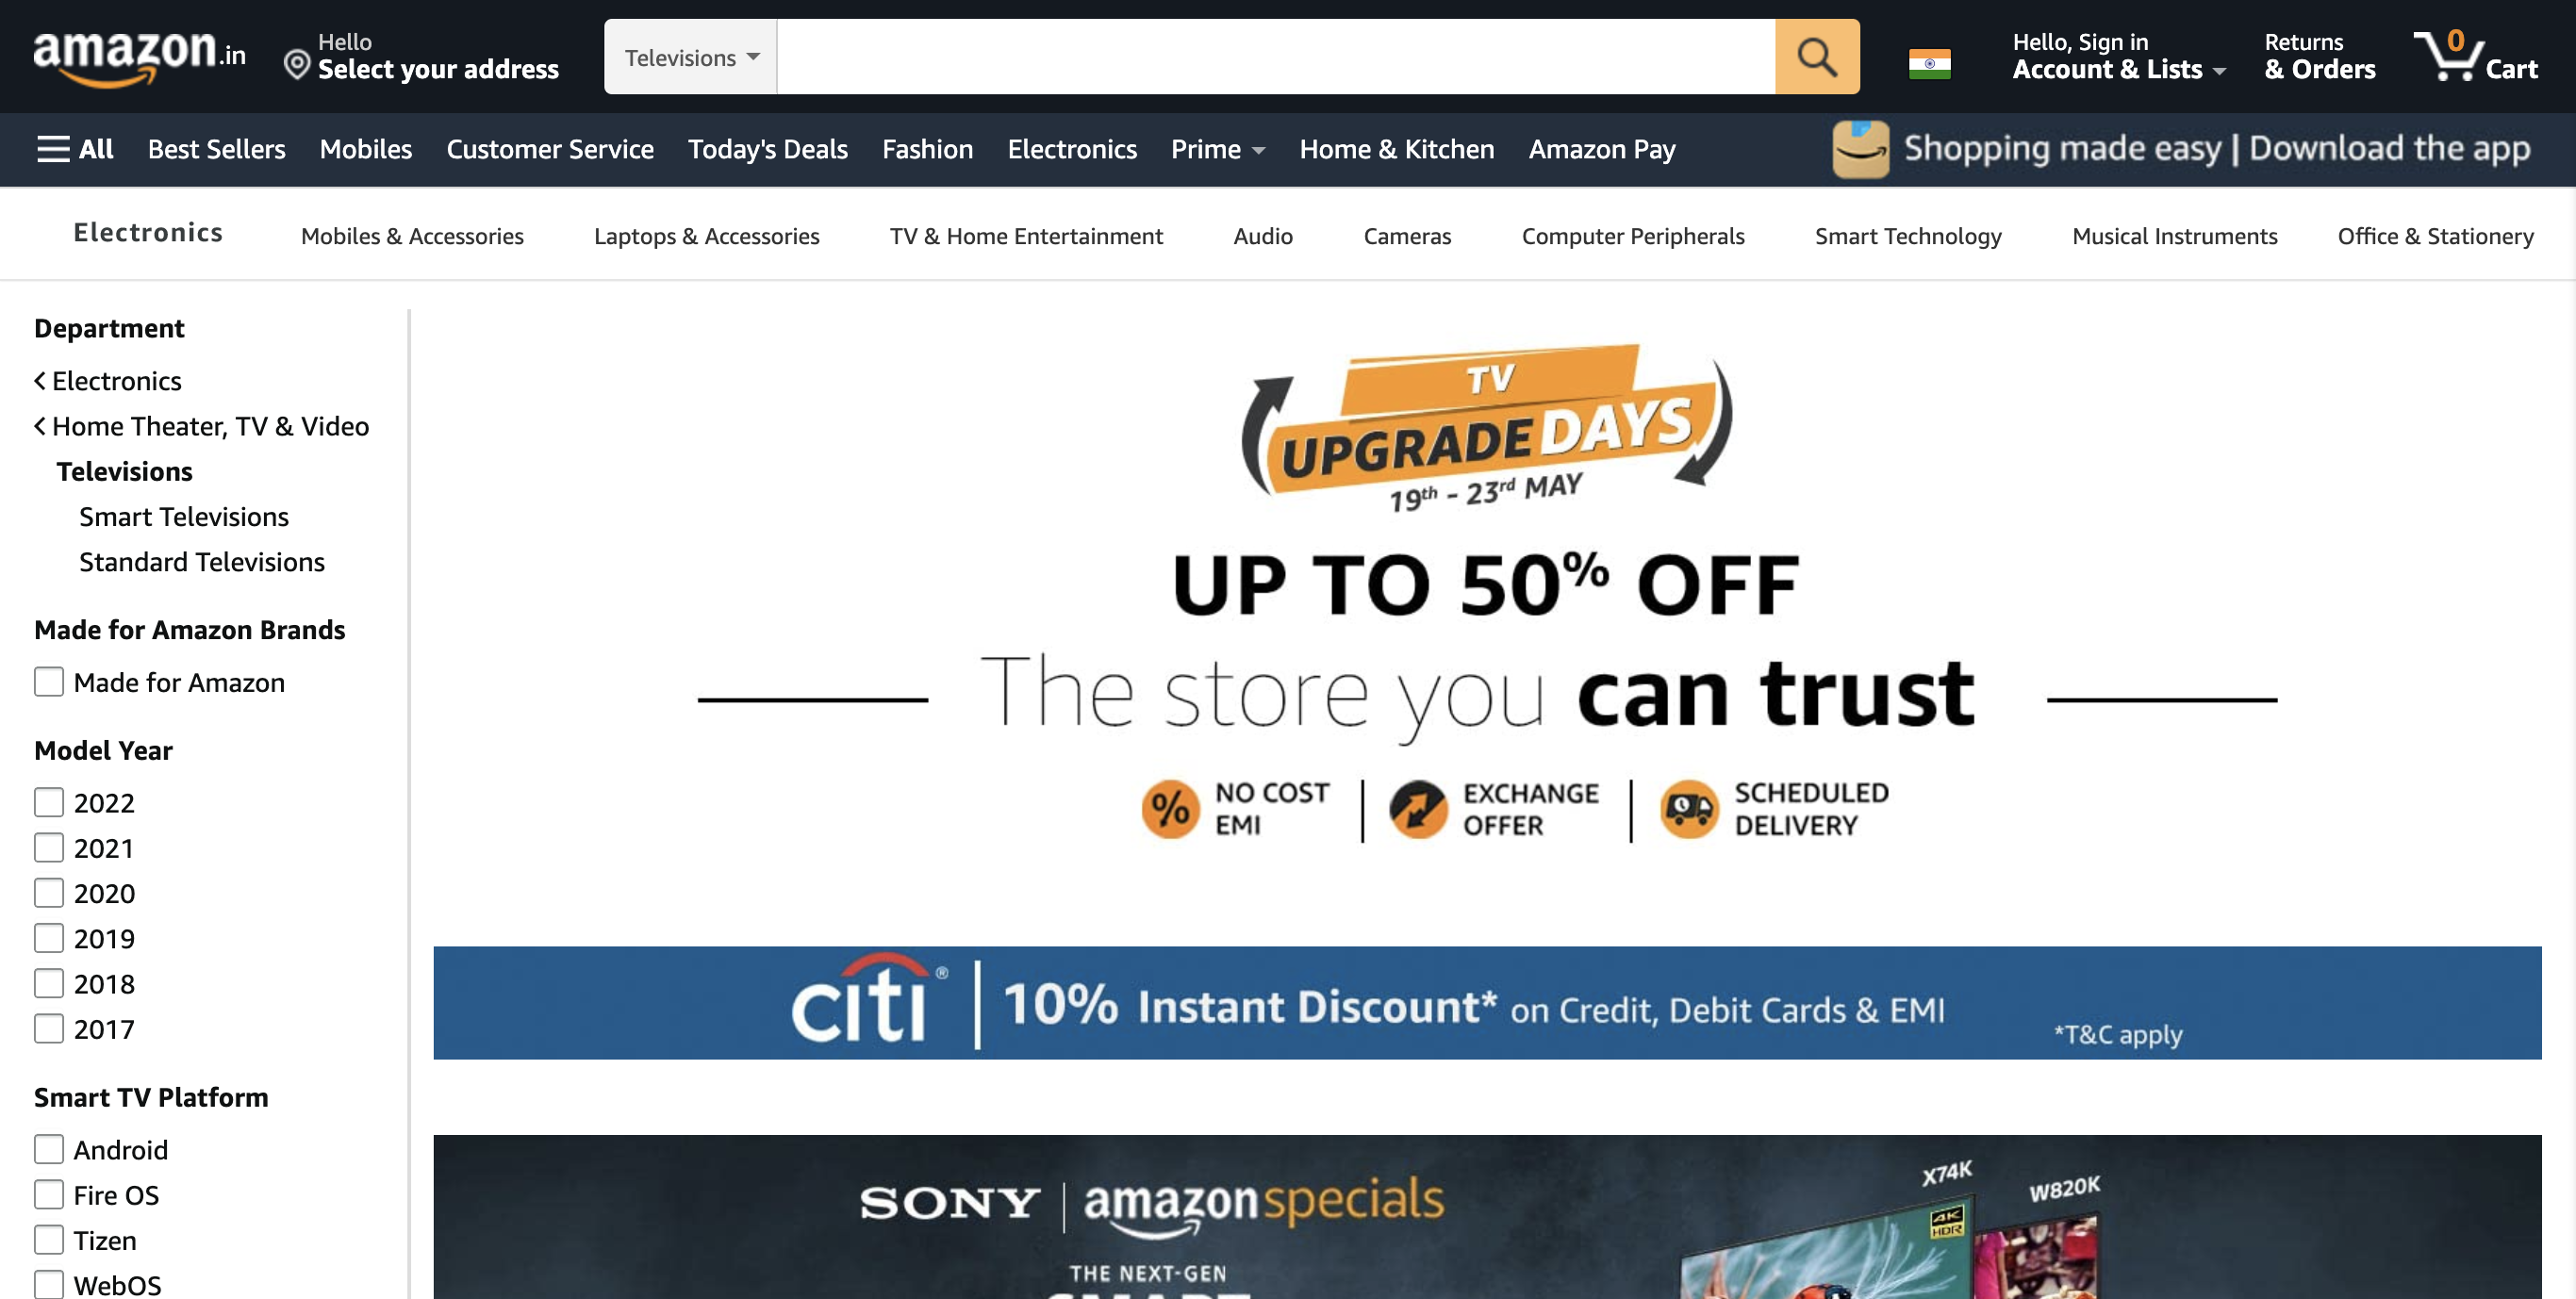 amazon.in
Hello
Select your address
Televisions
Hello, Sign in
Account & Lists
Returns
& Orders
0
Cart
All
Best Sellers
Mobiles
Customer Service
Today's Deals
Fashion
Electronics
Prime
Home & Kitchen
Amazon Pay
Shopping made easy | Download the app
Electronics
Mobiles & Accessories
Laptops & Accessories
TV & Home Entertainment
Audio
Cameras
Computer Peripherals
Smart Technology
Musical Instruments
Office & Stationery
Department
Electronics
Home Theater, TV & Video
Televisions
Smart Televisions
Standard Televisions
Made for Amazon Brands
Made for Amazon
Model Year
2022
2021
2020
2019
2018
2017
Smart TV Platform
Android
Fire OS
Tizen
WebOS
TV
UPGRADE DAYS
19th - 23rd MAY
UP TO 50% OFF
The store you can trust
% NO COST
EMI
EXCHANGE
OFFER
SCHEDULED
DELIVERY
citi® | 10% Instant Discount* on Credit, Debit Cards & EMI
*T&C apply
SONY | amazonspecials
THE NEXT-GEN
X74K
W820K
4K
HDR